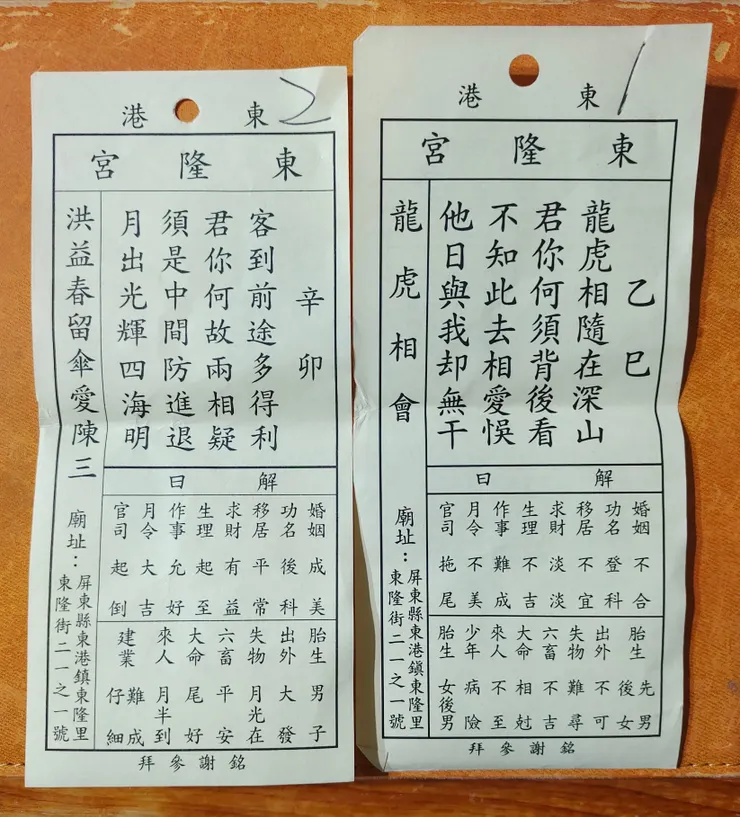 1
東港
東隆宮
乙巳
龍虎相隨在深山
君你何須背後看
不知此去相愛悞
他日與我却無干
龍虎相會
解曰
婚姻不合
功名登科
移居不宜
求財淡淡
生理不吉
作事難成
月令不美
官司拖尾
胎生先男後女
出外不可
失物難尋
六畜不吉
大命相尅
來人不至
少年病險
胎生女後男
廟址：屏東縣東港鎮東隆里
東隆街二一之一號
銘謝參拜
2
東港
東隆宮
辛卯
客到前途多得利
君你何故兩相疑
須是中間防進退
月出光輝四海明
洪益春留傘愛陳三
解曰
婚姻成美
功名後科
移居平常
求財有益
生理起至
作事允好
月令大吉
官司起倒
胎生男子
出外大發
失物月光在
六畜平安
大命尾好
來人月半到
建業難成仔細
廟址：屏東縣東港鎮東隆里
東隆街二一之一號
銘謝參拜